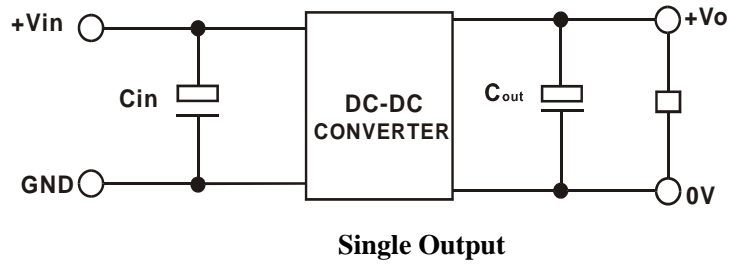 +Vin
+Vo
Cin
DC-DC
CONVERTER
Cout
GND
0V
Single Output